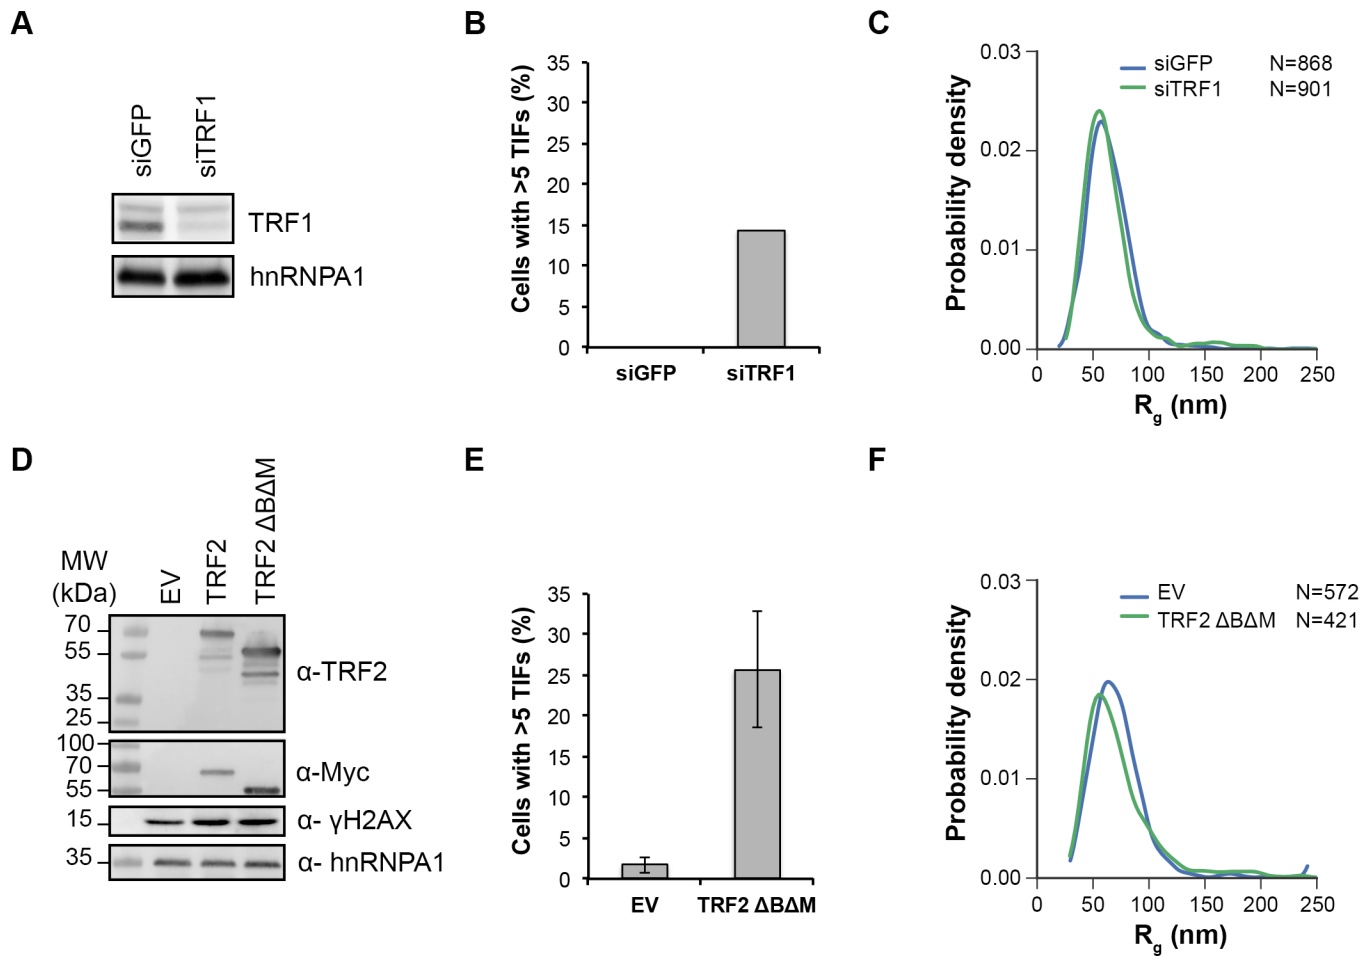 A
siGFP
siTRF1
TRF1
hnRNPA1
B
Cells with >5 TIFs (%)
35
30
25
20
15
10
5
0
siGFP
siTRF1
C
Probability density
0.03
0.02
0.01
0.00
siGFP N=868
siTRF1 N=901
0 50 100 150 200 250
Rg (nm)
D
MW
(kDa)
EV
TRF2
TRF2 ΔBΔM
70
55
35
25
α-TRF2
100
70
55
α-Myc
15
α- γH2AX
35
α- hnRNPA1
E
Cells with >5 TIFs (%)
35
30
25
20
15
10
5
0
EV
TRF2 ΔBΔM
F
Probability density
0.03
0.02
0.01
0.00
EV N=572
TRF2 ΔBΔM N=421
0 50 100 150 200 250
Rg (nm)